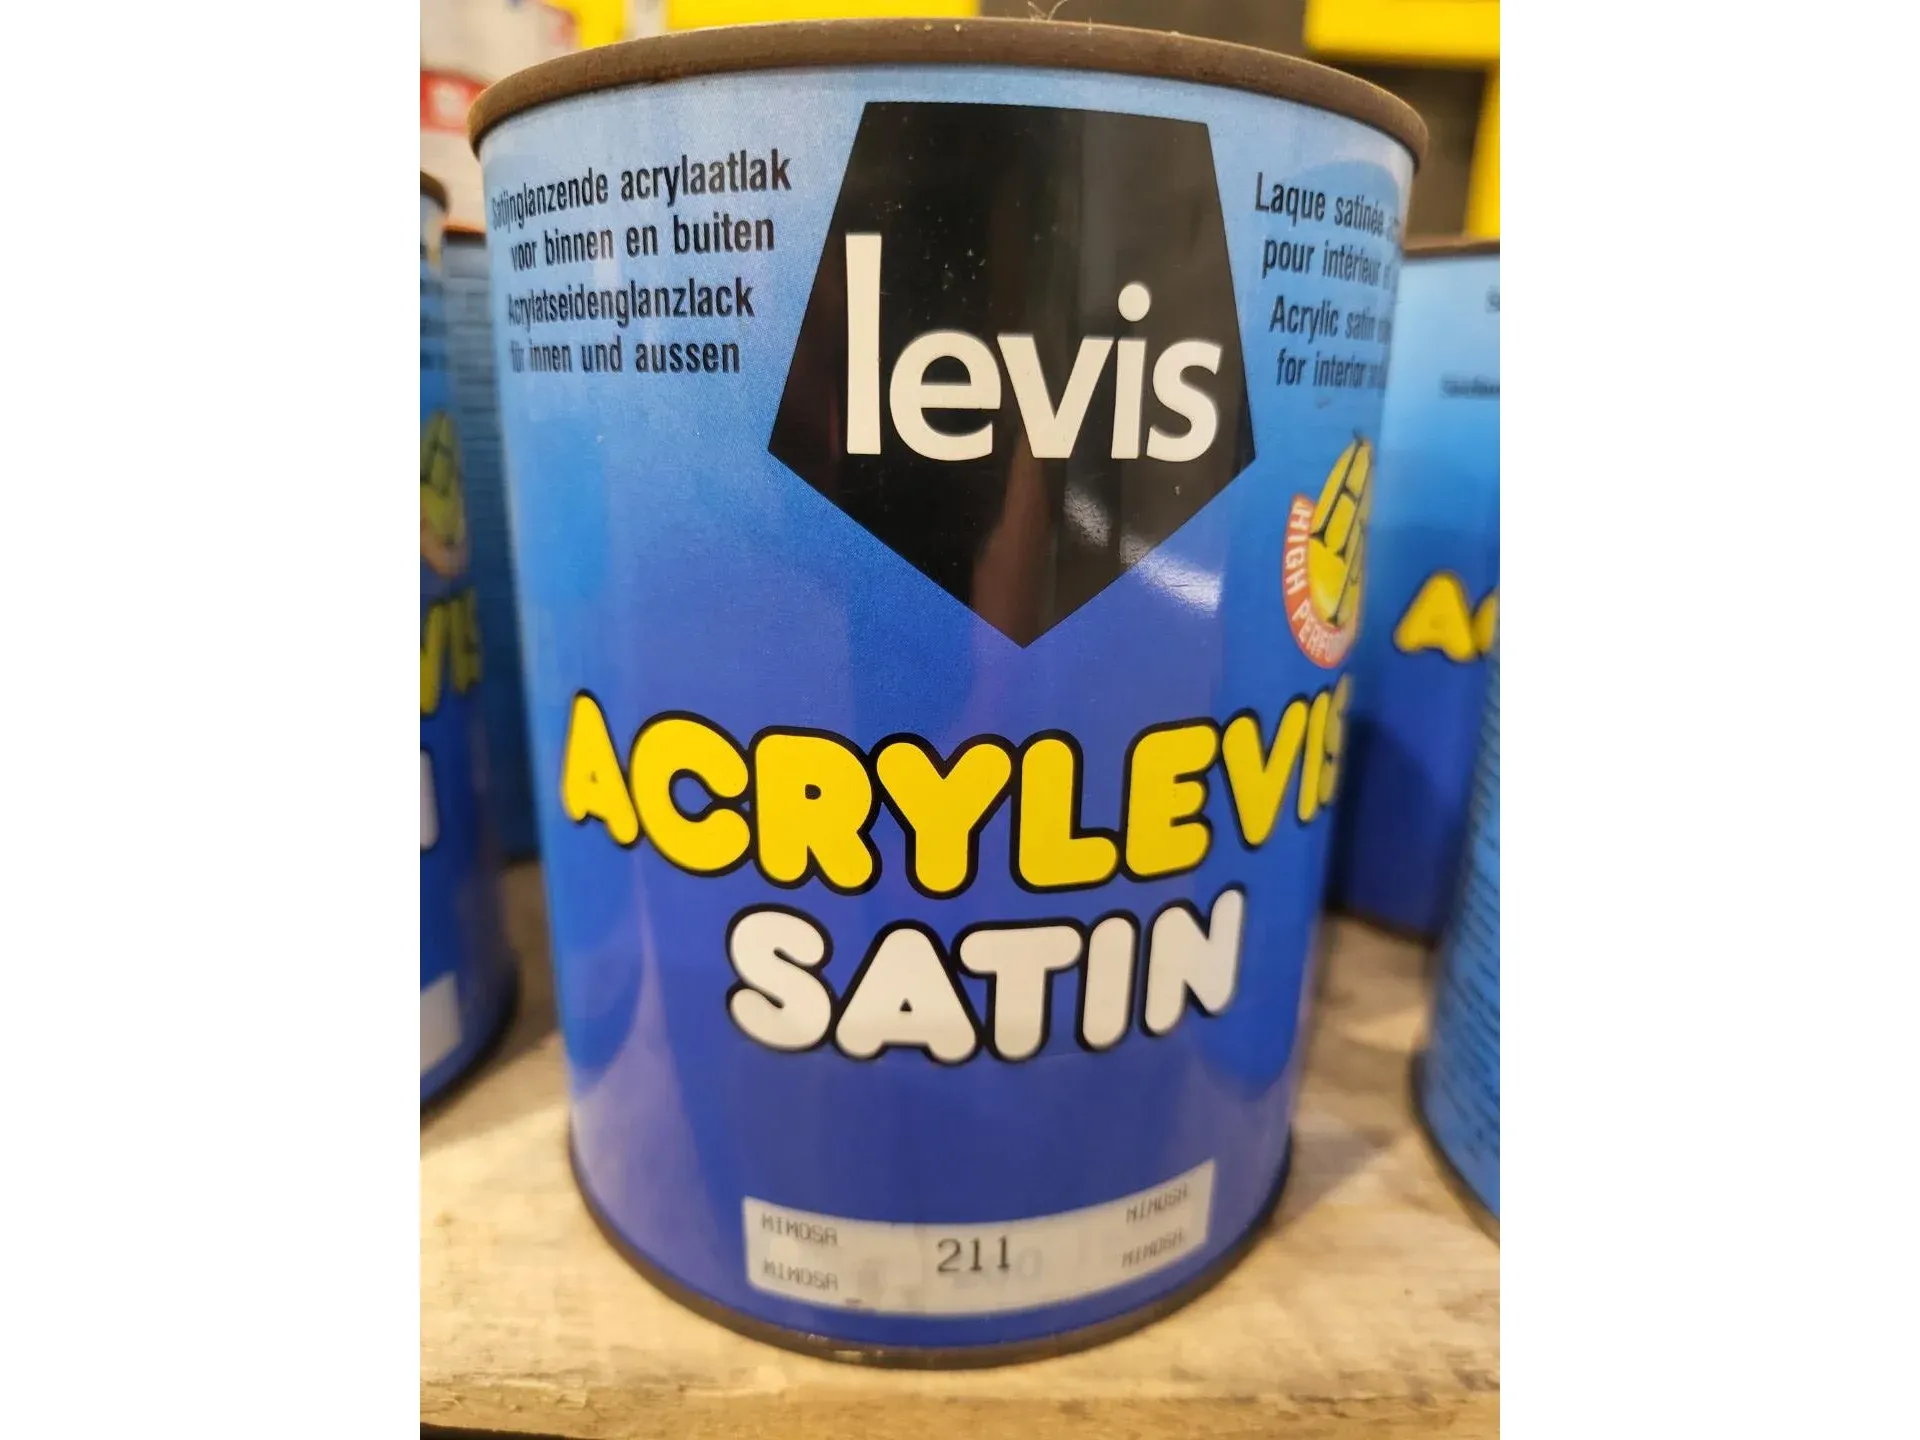 Satijnglanzende acrylaatlak
voor binnen en buiten
Acrylatseidenglanzlack
für innen und aussen
levis
Laque satinée
pour intérieur
Acrylic satin
for interior
HIGH
ACRYLEVIS
SATIN
MIMOSA
MIMOSA
211
MIMOSA
MIMOSA